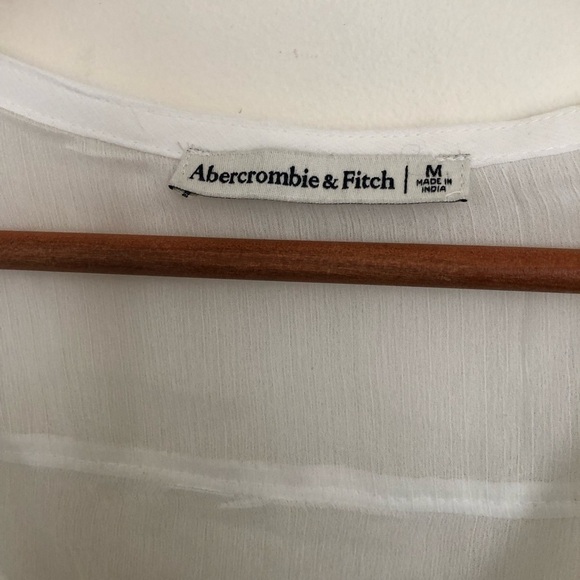 Abercrombie & Fitch | M
MADE IN
INDIA